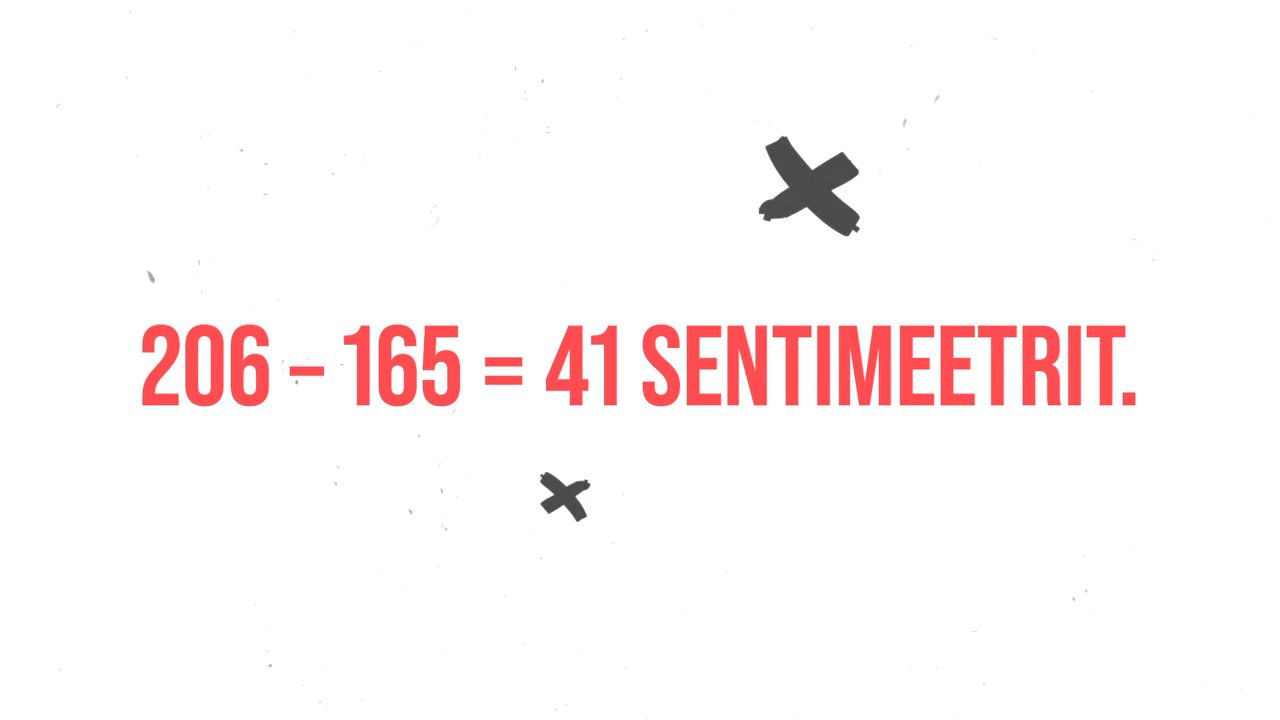 206 – 165 = 41 SENTIMEETRIT.